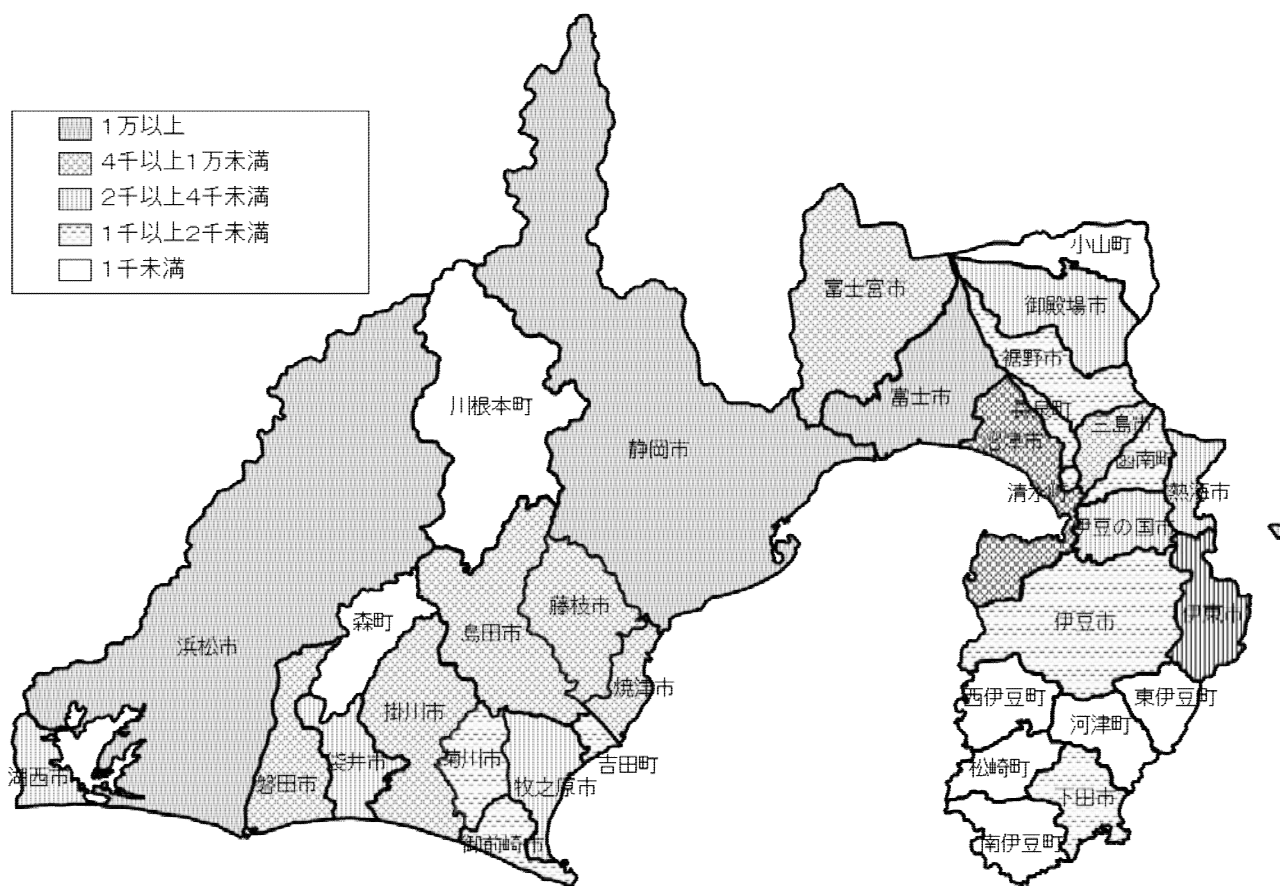 1万以上
4千以上1万未満
2千以上4千未満
1千以上2千未満
1千未満
小山町
富士宮市
御殿場市
裾野市
富士市
長泉町
川根本町
三島市
沼津市
静岡市
函南町
清水町
熱海市
伊豆の国市
藤枝市
森町
伊東市
島田市
伊豆市
浜松市
焼津市
西伊豆町
東伊豆町
掛川市
河津町
菊川市
袋井市
吉田町
松崎町
湖西市
磐田市
牧之原市
下田市
御前崎市
南伊豆町